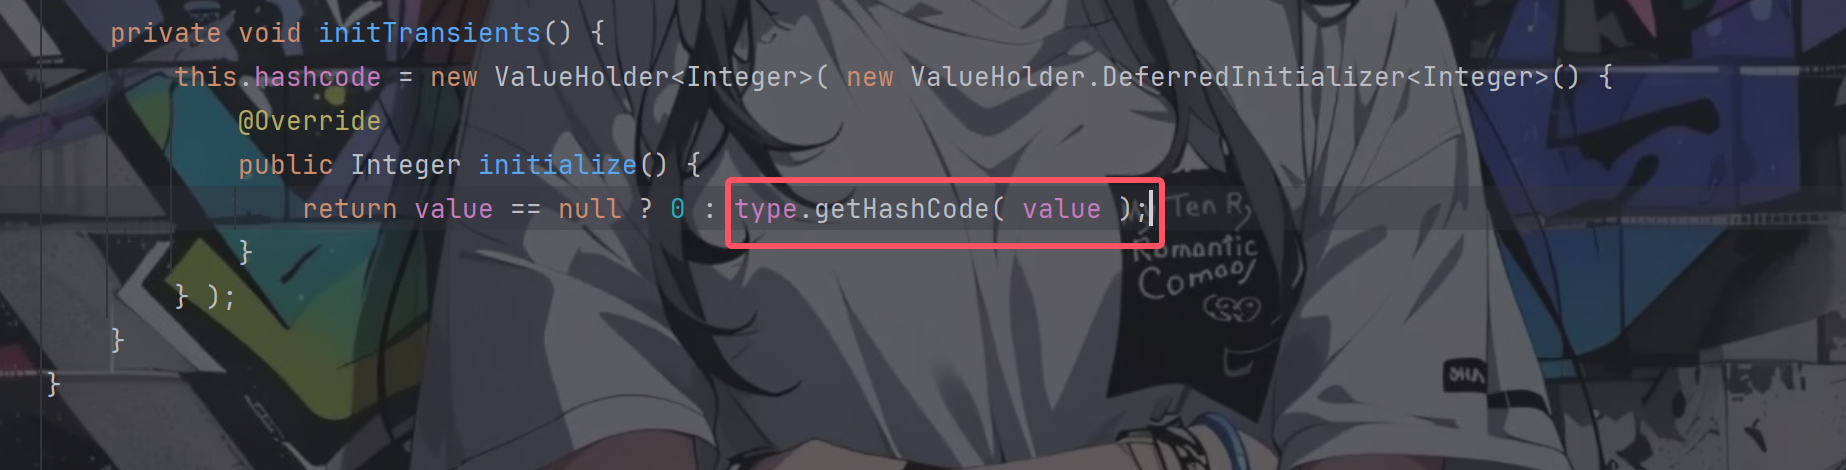 private void initTransients() {
this.hashcode = new ValueHolder<Integer>( new ValueHolder.DeferredInitializer<Integer>() {
@Override
public Integer initialize() {
return value == null ? 0 : type.getHashCode( value );
}
} );
}
}
Ten R
Romantic